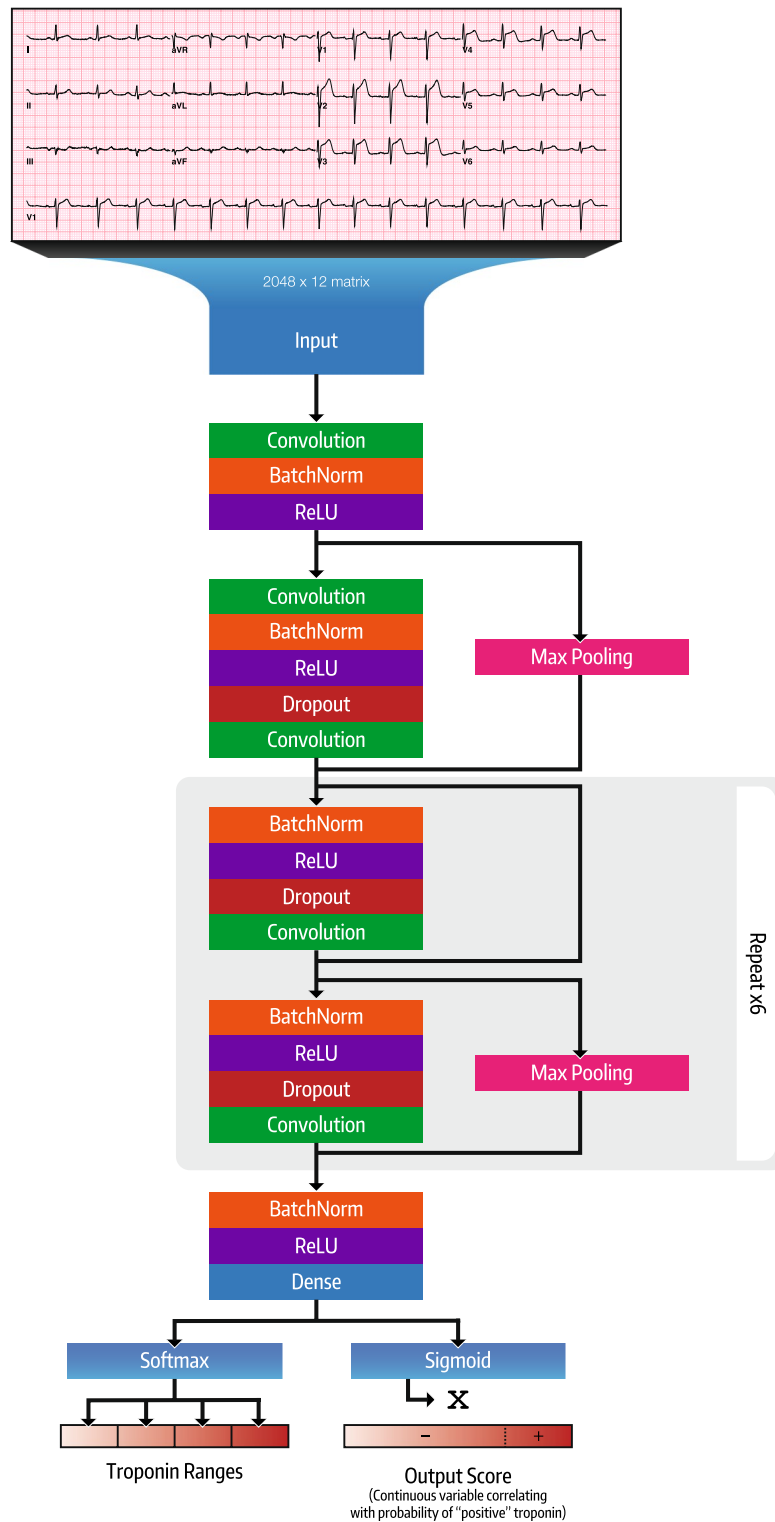 I
aVR
V1
V4
II
aVL
V2
V5
III
aVF
V3
V6
V1
2048 x 12 matrix
Input
Convolution
BatchNorm
ReLU
Convolution
BatchNorm
ReLU
Dropout
Convolution
Max Pooling
BatchNorm
ReLU
Dropout
Convolution
BatchNorm
ReLU
Dropout
Convolution
Max Pooling
Repeat x6
BatchNorm
ReLU
Dense
Softmax
Sigmoid
X
− +
Troponin Ranges
Output Score
(Continuous variable correlating
with probability of “positive” troponin)